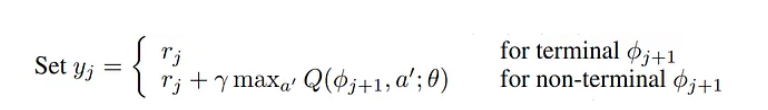 Set y_j = { r_j for terminal ϕ_{j+1}
r_j + γ max_{a'} Q(ϕ_{j+1}, a'; θ) for non-terminal ϕ_{j+1}